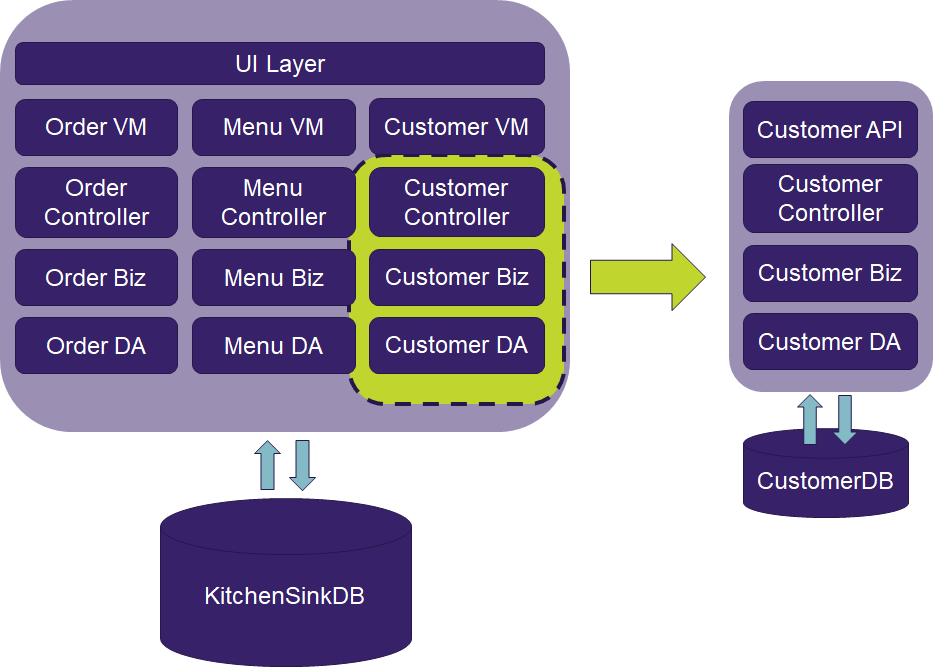 UI Layer
Order VM
Menu VM
Customer VM
Order
Controller
Menu
Controller
Customer
Controller
Order Biz
Menu Biz
Customer Biz
Order DA
Menu DA
Customer DA
KitchenSinkDB
Customer API
Customer
Controller
Customer Biz
Customer DA
CustomerDB